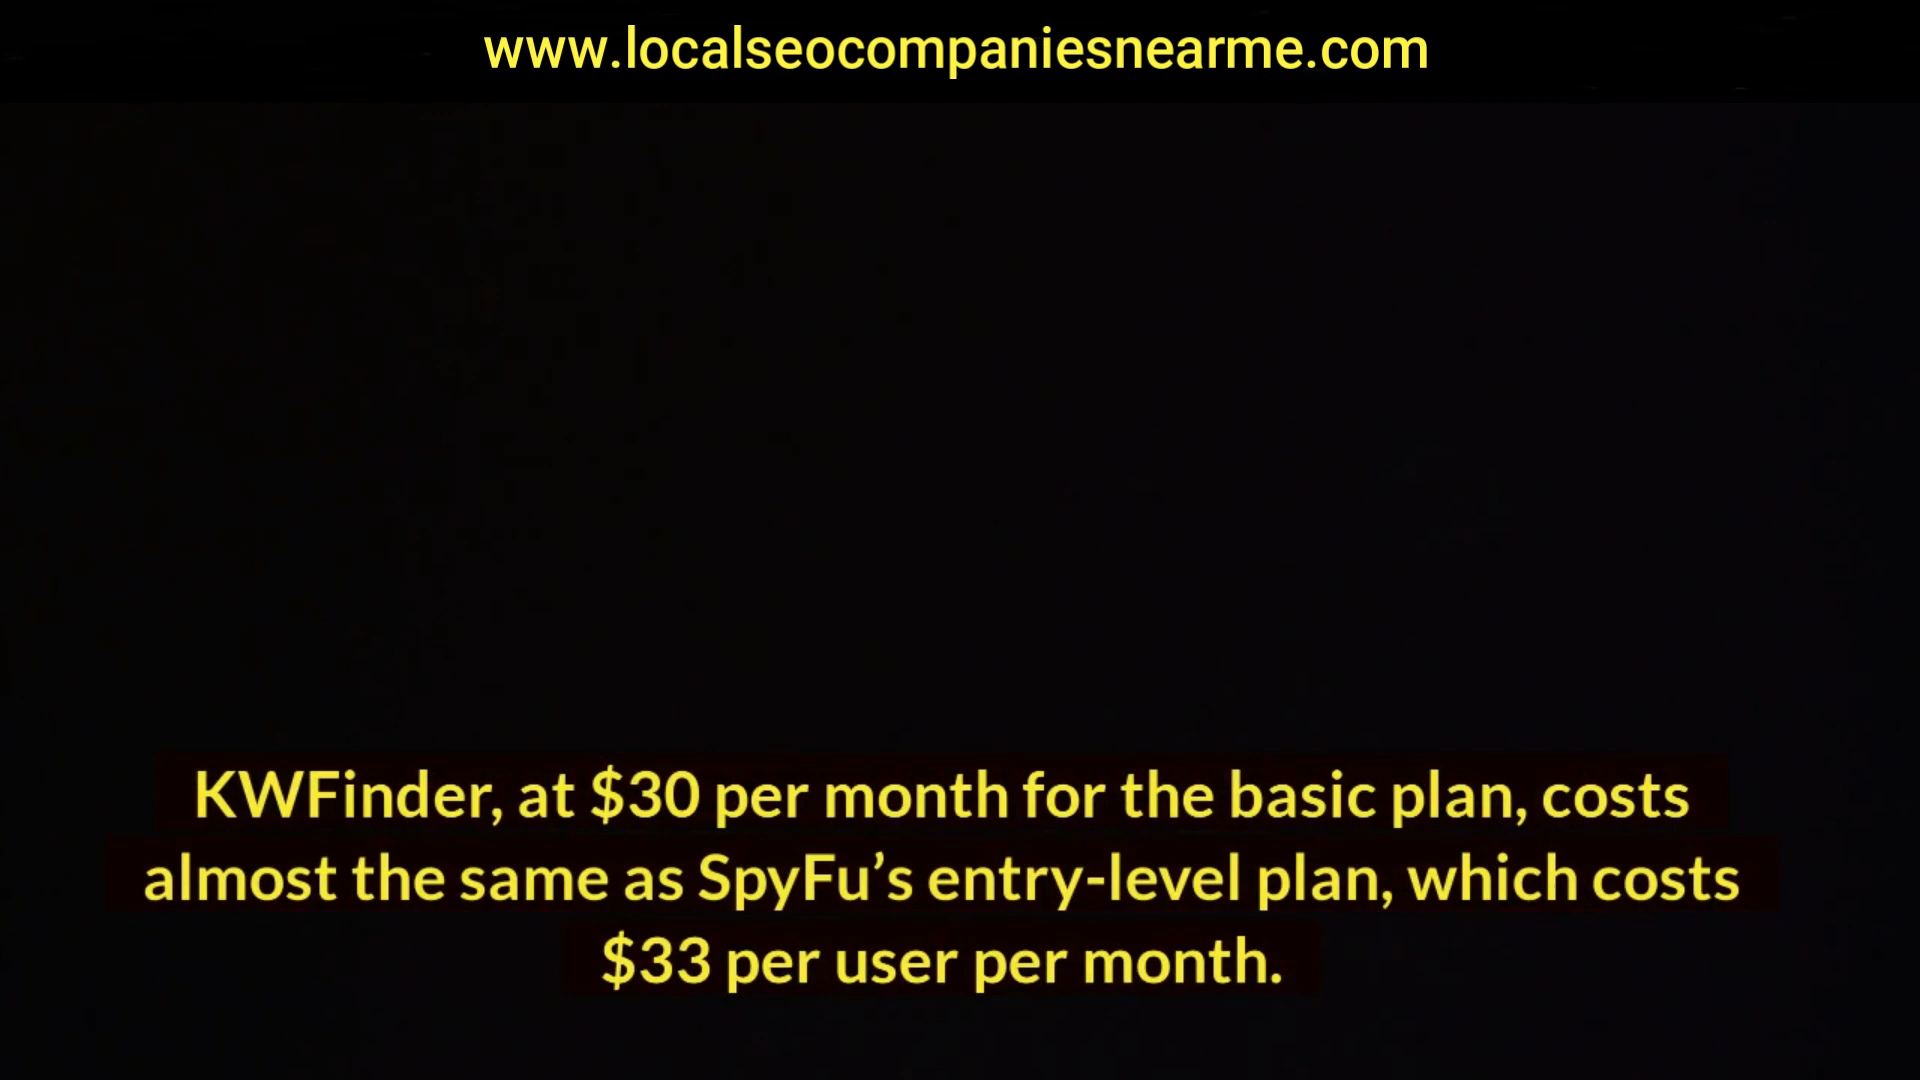 www.localseocompaniesnearme.com
KWFinder, at $30 per month for the basic plan, costs
almost the same as SpyFu’s entry-level plan, which costs
$33 per user per month.